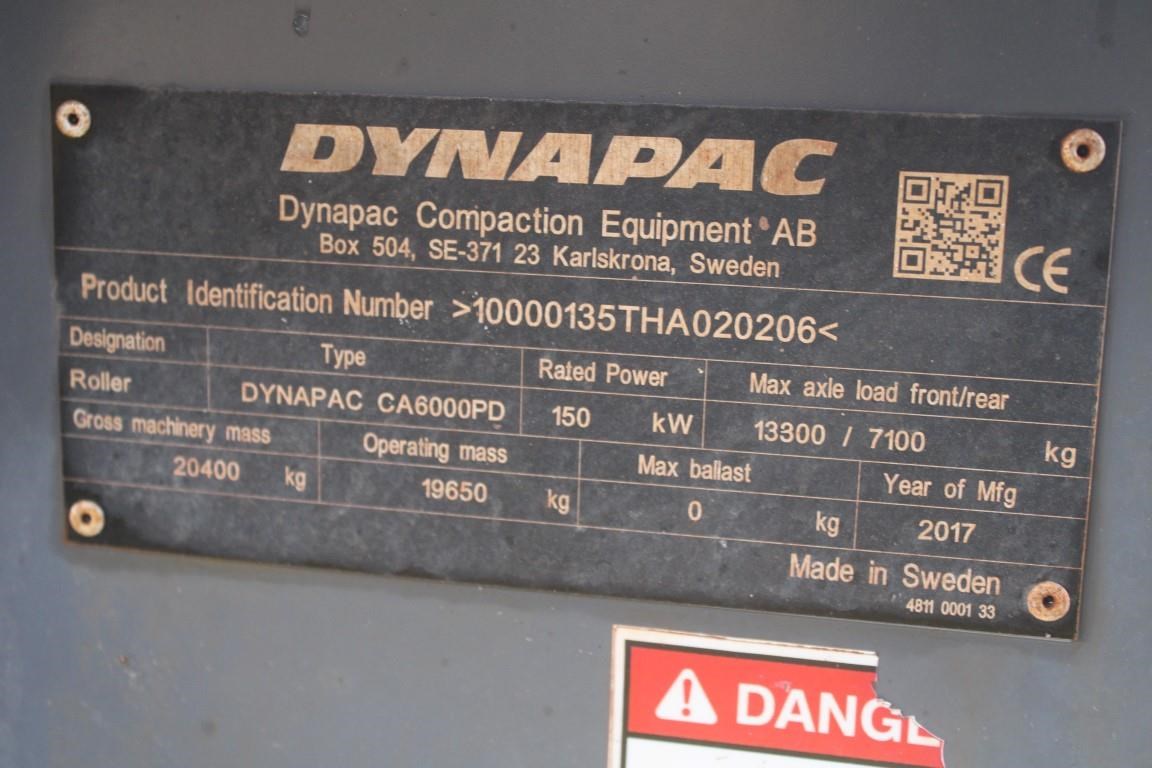 DYNAPAC
Dynapac Compaction Equipment AB
Box 504, SE-371 23 Karlskrona, Sweden
CE
Product Identification Number >10000135THA020206<
Designation Type Rated Power Max axle load front/rear
Roller DYNAPAC CA6000PD 150 kW 13300 / 7100 kg
Gross machinery mass Operating mass Max ballast Year of Mfg
20400 kg 19650 kg 0 kg 2017
Made in Sweden
4811 0001 33
DANGE